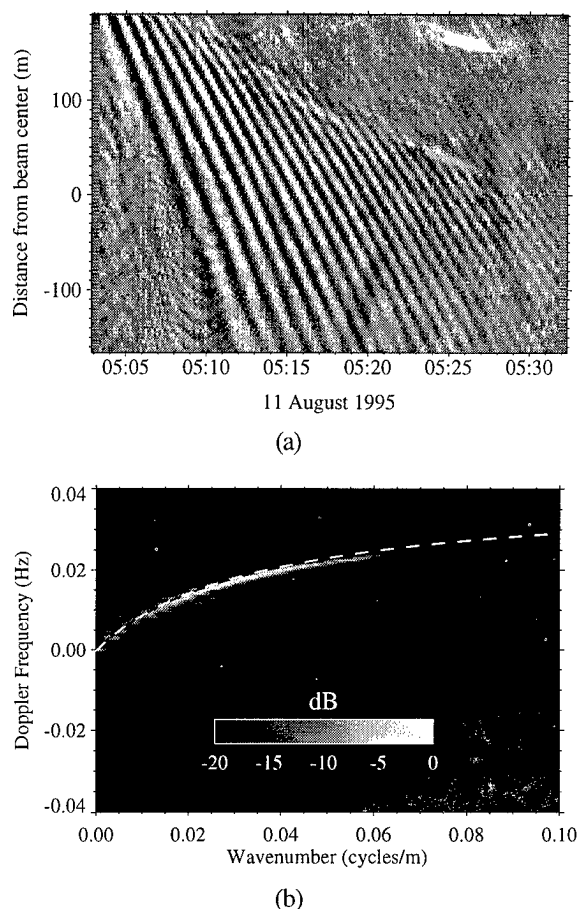 Distance from beam center (m)
100
0
-100
05:05 05:10 05:15 05:20 05:25 05:30
11 August 1995
(a)
Doppler Frequency (Hz)
0.04
0.02
0.00
-0.02
-0.04
dB
-20 -15 -10 -5 0
0.00 0.02 0.04 0.06 0.08 0.10
Wavenumber (cycles/m)
(b)